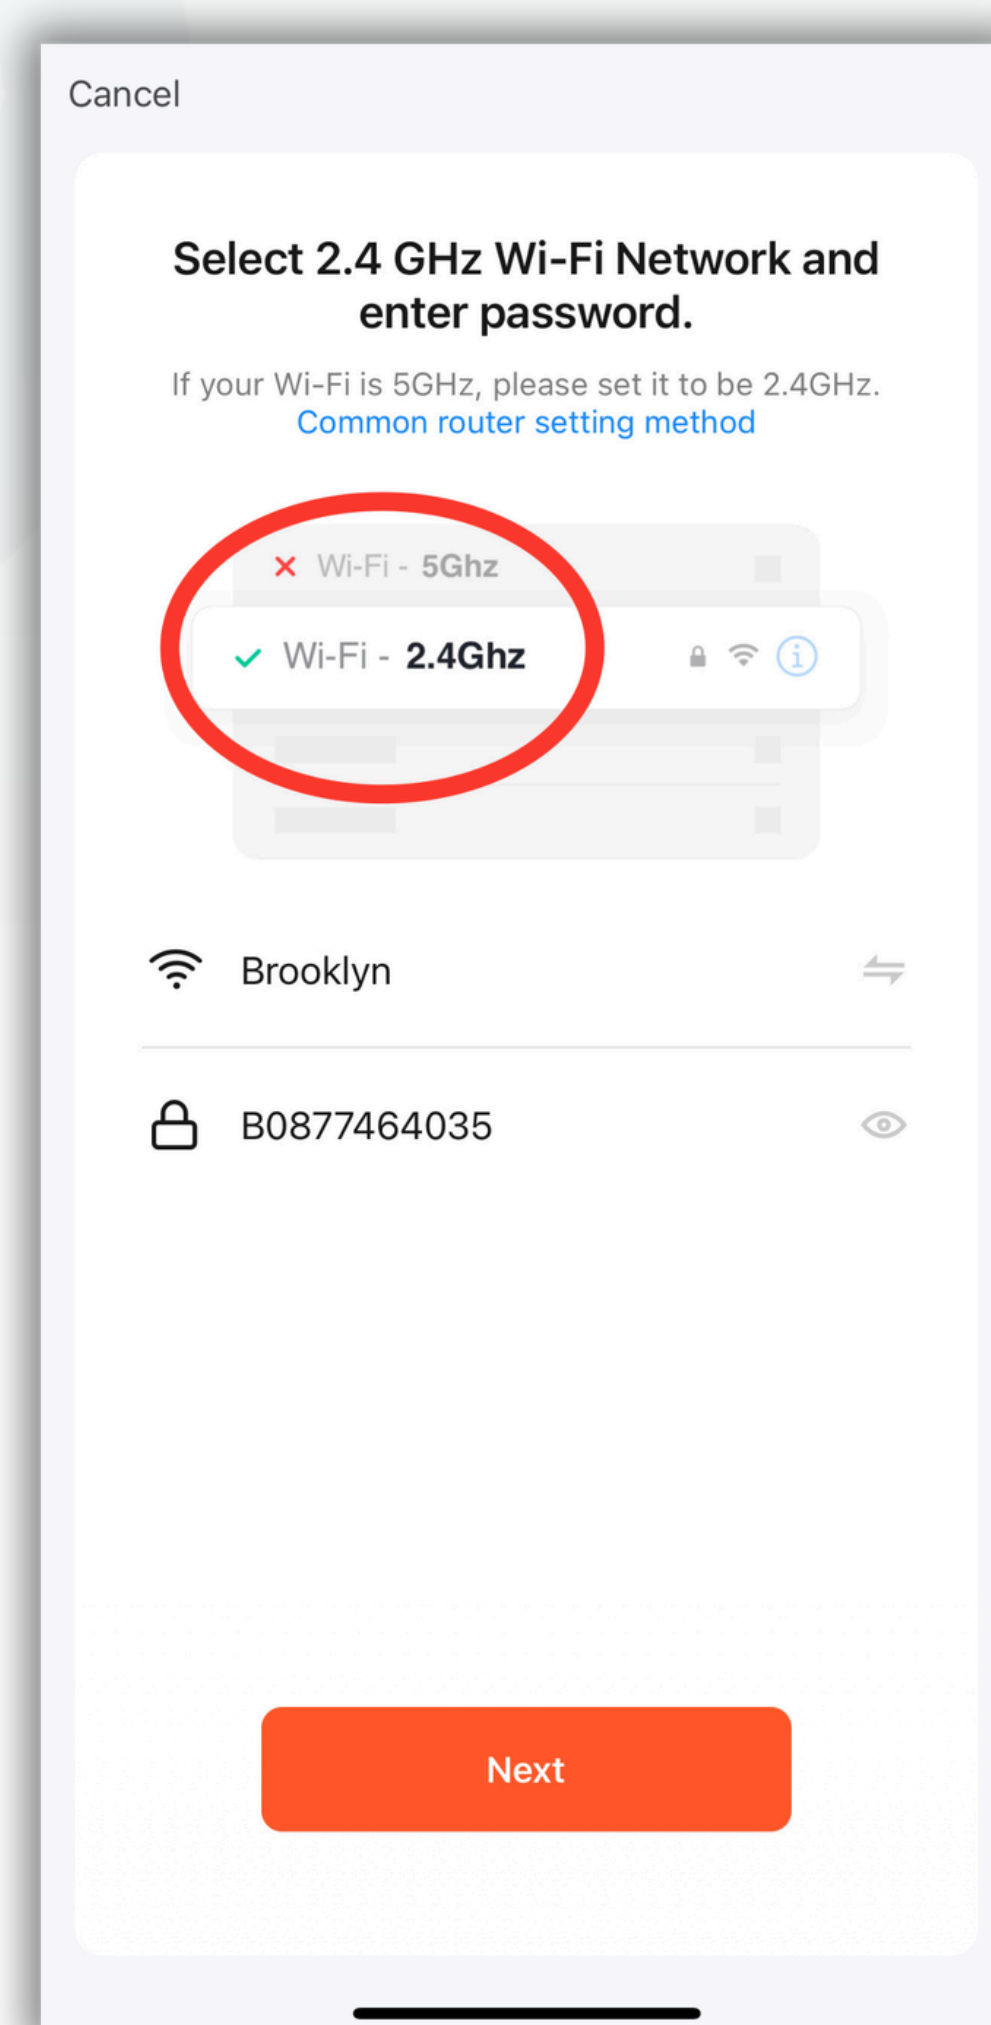 Cancel
Select 2.4 GHz Wi-Fi Network and
enter password.
If your Wi-Fi is 5GHz, please set it to be 2.4GHz.
Common router setting method
Wi-Fi - 5Ghz
Wi-Fi - 2.4Ghz
Brooklyn
B0877464035
Next